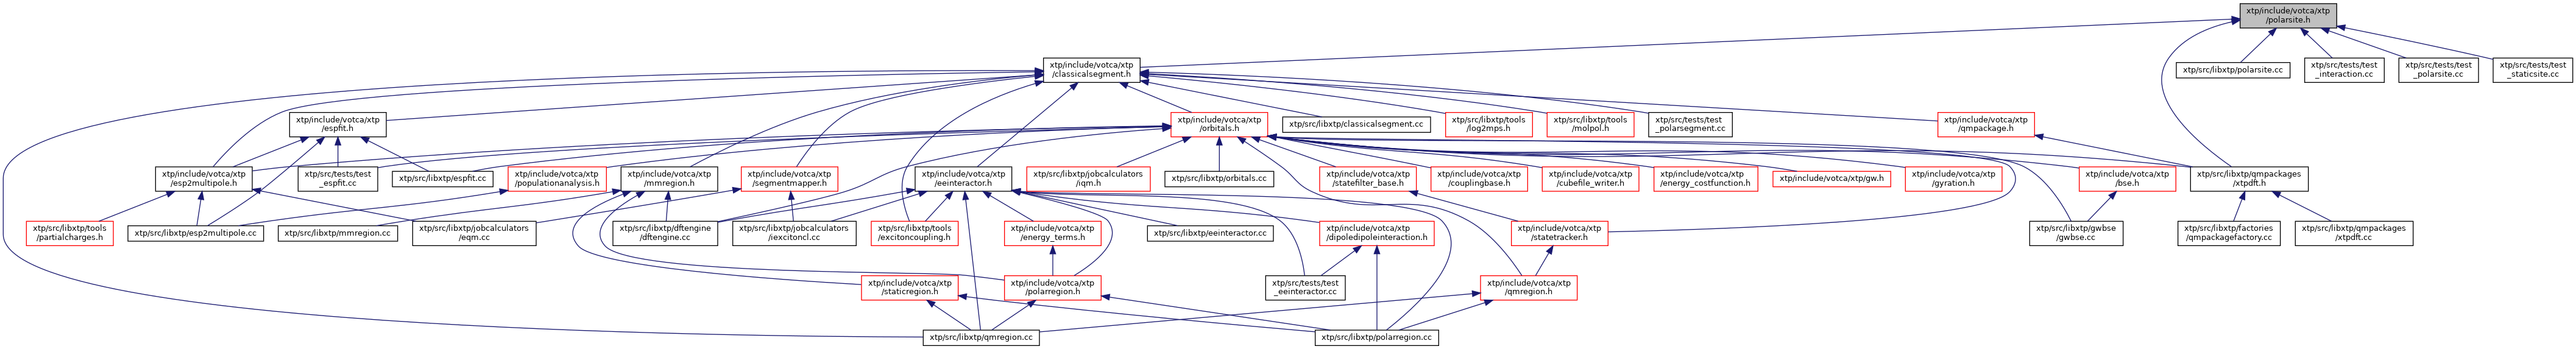 xtp/include/votca/xtp
/polarsite.h
xtp/include/votca/xtp
/classicalsegment.h
xtp/src/libxtp/polarsite.cc
xtp/src/tests/test
_interaction.cc
xtp/src/tests/test
_polarsite.cc
xtp/src/tests/test
_staticsite.cc
xtp/include/votca/xtp
/espfit.h
xtp/include/votca/xtp
/orbitals.h
xtp/src/libxtp/classicalsegment.cc
xtp/src/libxtp/tools
/log2mps.h
xtp/src/libxtp/tools
/molpol.h
xtp/src/tests/test
_polarsegment.cc
xtp/include/votca/xtp
/qmpackage.h
xtp/include/votca/xtp
/esp2multipole.h
xtp/src/tests/test
_espfit.cc
xtp/src/libxtp/espfit.cc
xtp/include/votca/xtp
/populationanalysis.h
xtp/include/votca/xtp
/mmregion.h
xtp/include/votca/xtp
/segmentmapper.h
xtp/include/votca/xtp
/eeinteractor.h
xtp/src/libxtp/jobcalculators
/iqm.h
xtp/src/libxtp/orbitals.cc
xtp/include/votca/xtp
/statefilter_base.h
xtp/include/votca/xtp
/couplingbase.h
xtp/include/votca/xtp
/cubefile_writer.h
xtp/include/votca/xtp
/energy_costfunction.h
xtp/include/votca/xtp/gw.h
xtp/include/votca/xtp
/gyration.h
xtp/include/votca/xtp
/bse.h
xtp/src/libxtp/qmpackages
/xtpdft.h
xtp/src/libxtp/tools
/partialcharges.h
xtp/src/libxtp/esp2multipole.cc
xtp/src/libxtp/mmregion.cc
xtp/src/libxtp/jobcalculators
/eqm.cc
xtp/src/libxtp/dftengine
/dftengine.cc
xtp/src/libxtp/jobcalculators
/iexcitoncl.cc
xtp/src/libxtp/tools
/excitoncoupling.h
xtp/include/votca/xtp
/energy_terms.h
xtp/src/libxtp/eeinteractor.cc
xtp/include/votca/xtp
/dipoledipoleinteraction.h
xtp/include/votca/xtp
/statetracker.h
xtp/src/libxtp/gwbse
/gwbse.cc
xtp/src/libxtp/factories
/qmpackagefactory.cc
xtp/src/libxtp/qmpackages
/xtpdft.cc
xtp/include/votca/xtp
/staticregion.h
xtp/include/votca/xtp
/polarregion.h
xtp/src/tests/test
_eeinteractor.cc
xtp/include/votca/xtp
/qmregion.h
xtp/src/libxtp/qmregion.cc
xtp/src/libxtp/polarregion.cc